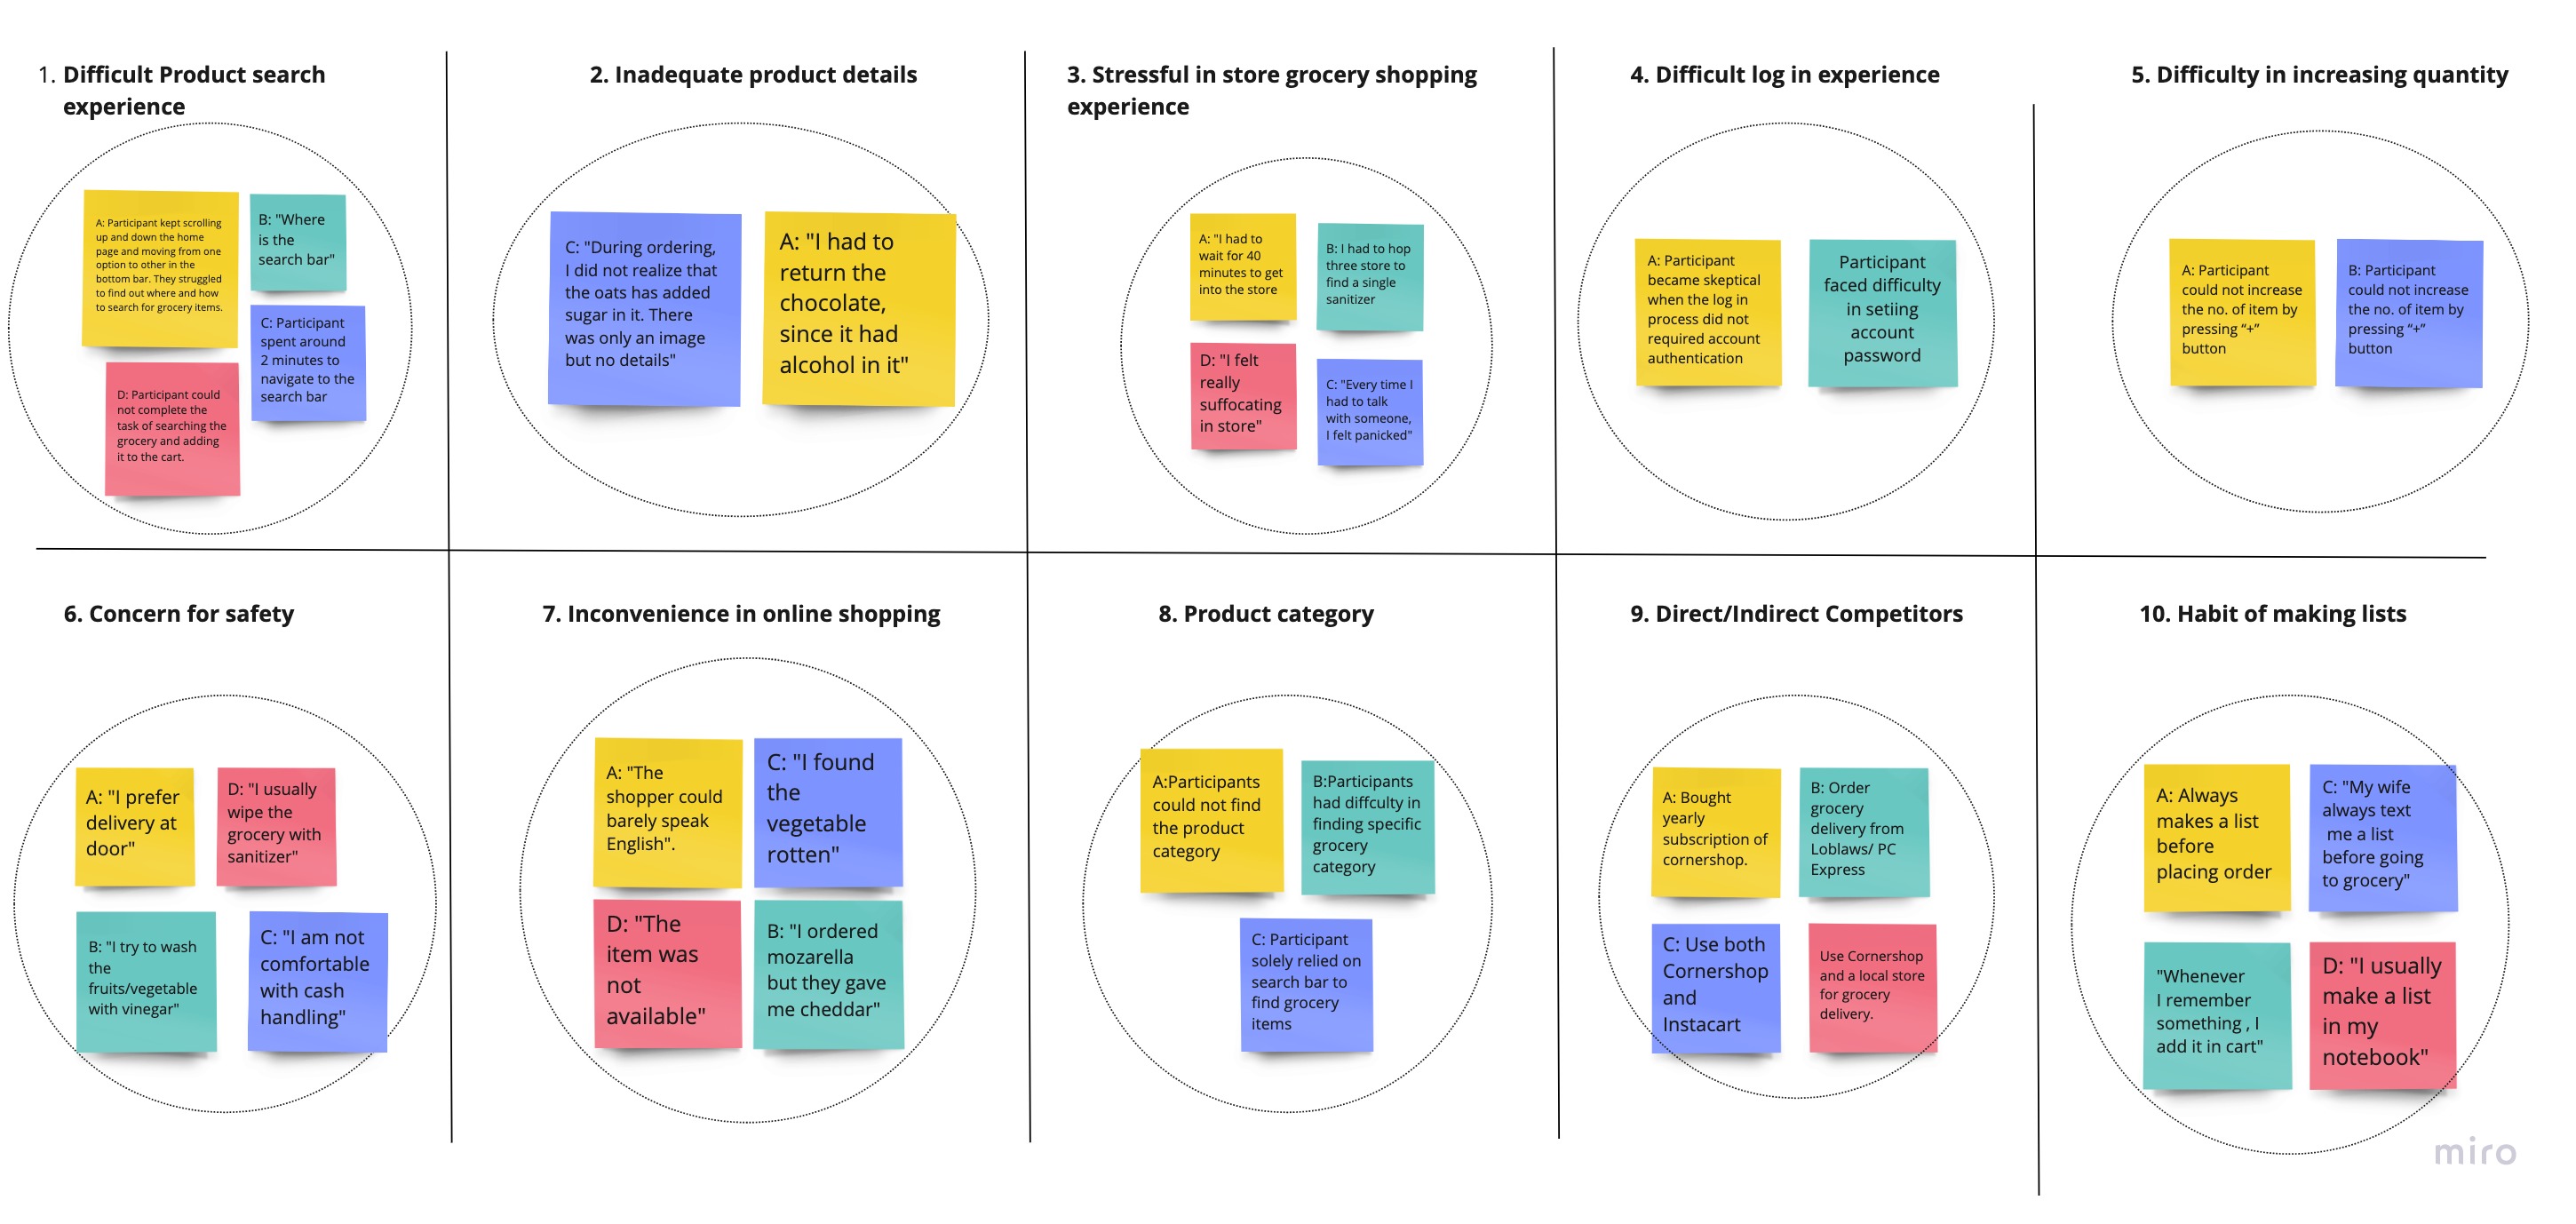 1. Difficult Product search
experience
A: Participant kept scrolling
up and down the home
page and moving from one
option to other in the
bottom bar. They struggled
to find out where and how
to search for grocery items.
B: "Where
is the
search bar"
C: Participant
spent around
2 minutes to
navigate to the
search bar
D: Participant could
not complete the
task of searching the
grocery and adding
it to the cart.
2. Inadequate product details
C: "During ordering,
I did not realize that
the oats has added
sugar in it. There
was only an image
but no details"
A: "I had to
return the
chocolate,
since it had
alcohol in it"
3. Stressful in store grocery shopping
experience
A: "I had to
wait for 40
minutes to get
into the store
B: I had to hop
three store to
find a single
sanitizer
D: "I felt
really
suffocating
in store"
C: "Every time I
had to talk
with someone,
I felt panicked"
4. Difficult log in experience
A: Participant
became skeptical
when the log in
process did not
required account
authentication
Participant
faced difficulty
in setiing
account
password
5. Difficulty in increasing quantity
A: Participant
could not increase
the no. of item by
pressing “+”
button
B: Participant
could not increase
the no. of item by
pressing “+”
button
6. Concern for safety
A: "I prefer
delivery at
door"
D: "I usually
wipe the
grocery with
sanitizer"
B: "I try to wash
the
fruits/vegetable
with vinegar"
C: "I am not
comfortable
with cash
handling"
7. Inconvenience in online shopping
A: "The
shopper could
barely speak
English".
C: "I found
the
vegetable
rotten"
D: "The
item was
not
available"
B: "I ordered
mozarella
but they gave
me cheddar"
8. Product category
A:Participants
could not find
the product
category
B:Participants
had diffculty in
finding specific
grocery
category
C: Participant
solely relied on
search bar to
find grocery
items
9. Direct/Indirect Competitors
A: Bought
yearly
subscription of
cornershop.
B: Order
grocery
delivery from
Loblaws/ PC
Express
C: Use both
Cornershop
and
Instacart
Use Cornershop
and a local store
for grocery
delivery.
10. Habit of making lists
A: Always
makes a list
before
placing order
C: "My wife
always text
me a list
before going
to grocery"
"Whenever
I remember
something , I
add it in cart"
D: "I usually
make a list
in my
notebook"
miro